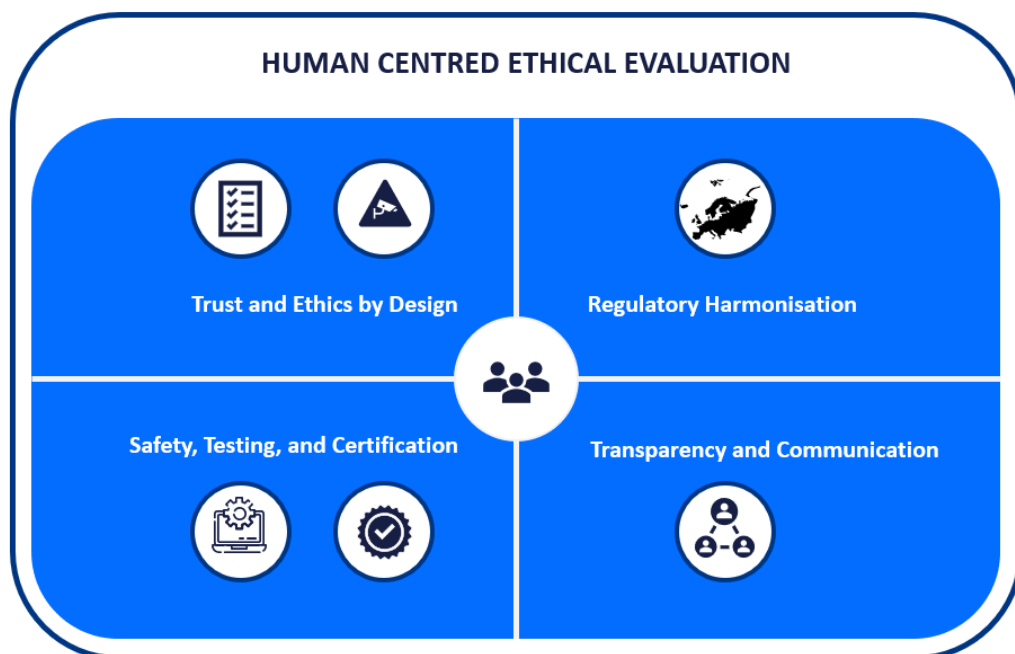 HUMAN CENTRED ETHICAL EVALUATION
Trust and Ethics by Design
Regulatory Harmonisation
Safety, Testing, and Certification
Transparency and Communication